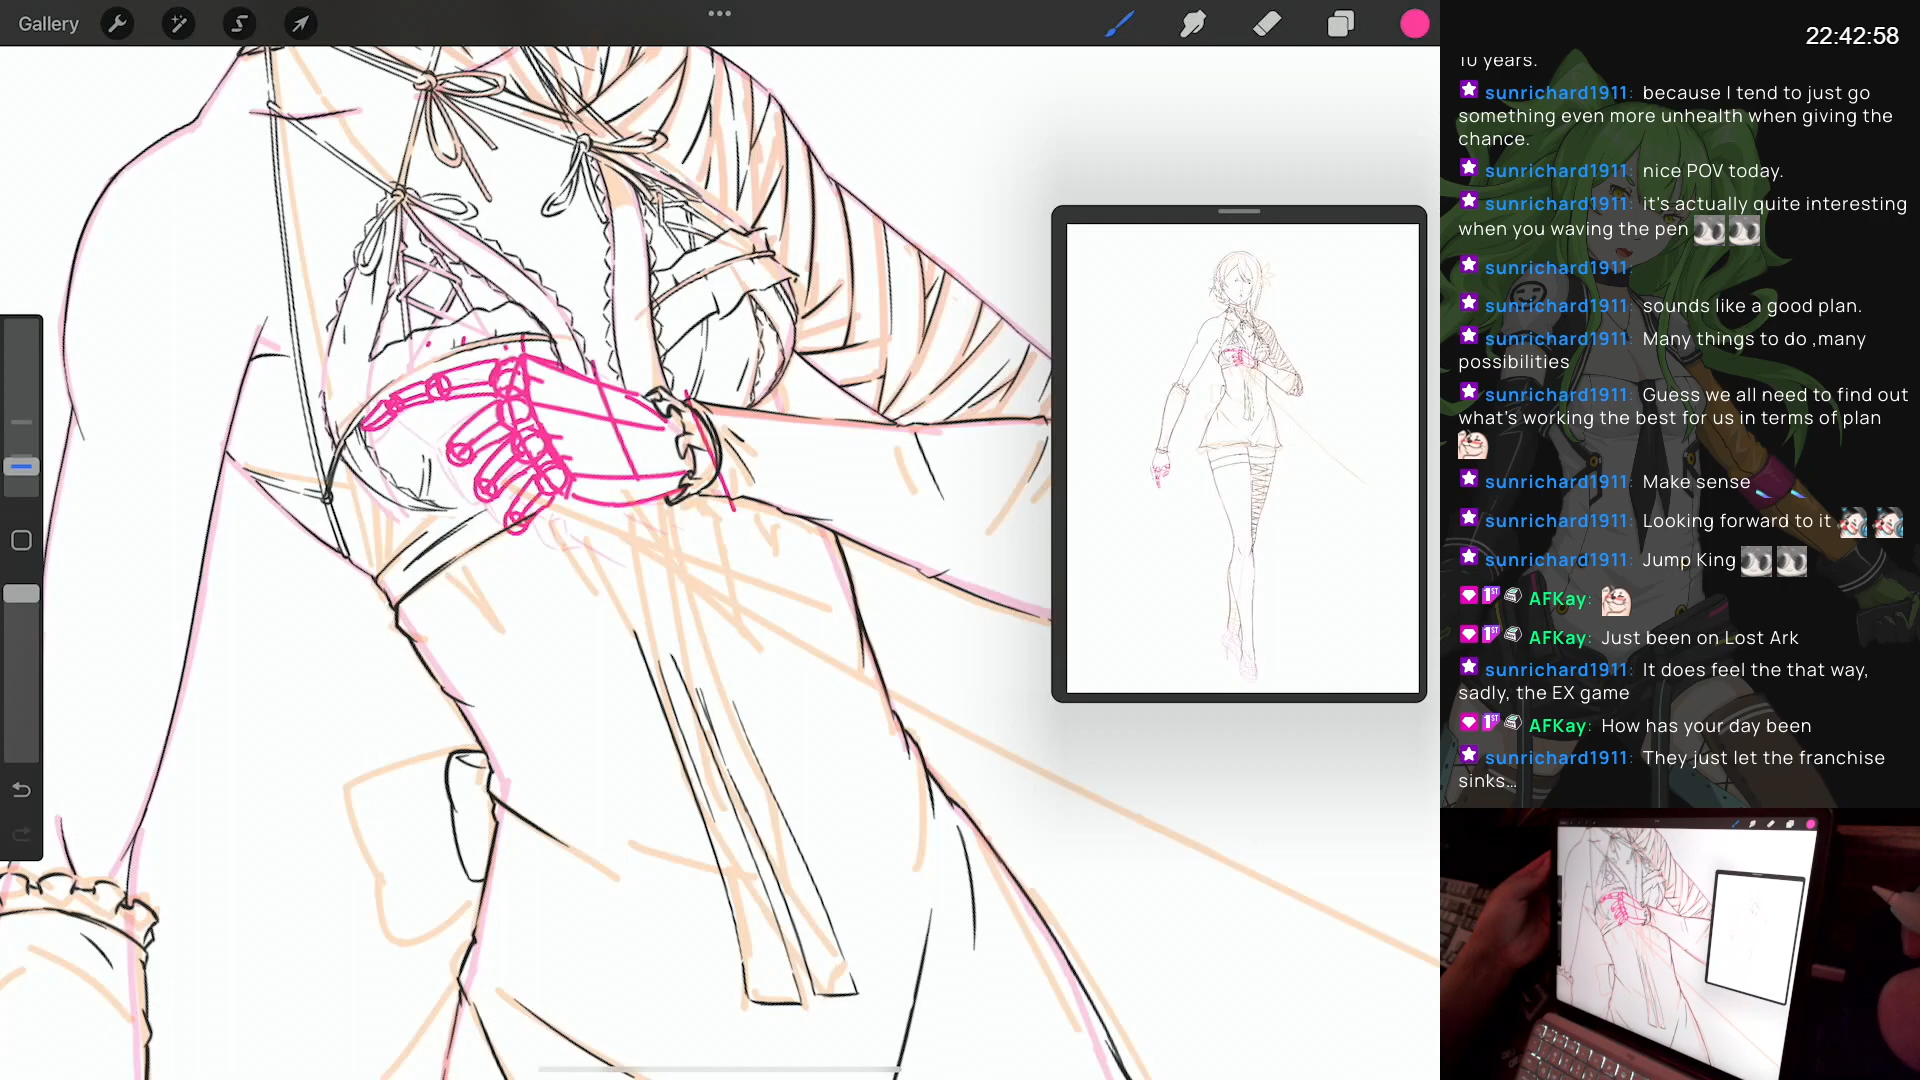 Gallery
22:42:58
10 years.
sunrichard1911: because I tend to just go
something even more unhealth when giving the
chance.
sunrichard1911: nice POV today.
sunrichard1911: it's actually quite interesting
when you waving the pen
sunrichard1911:
sunrichard1911: sounds like a good plan.
sunrichard1911: Many things to do ,many
possibilities
sunrichard1911: Guess we all need to find out
what's working the best for us in terms of plan
sunrichard1911: Make sense
sunrichard1911: Looking forward to it
sunrichard1911: Jump King
1ST AFKay:
1ST AFKay: Just been on Lost Ark
sunrichard1911: It does feel the that way,
sadly, the EX game
1ST AFKay: How has your day been
sunrichard1911: They just let the franchise
sinks...